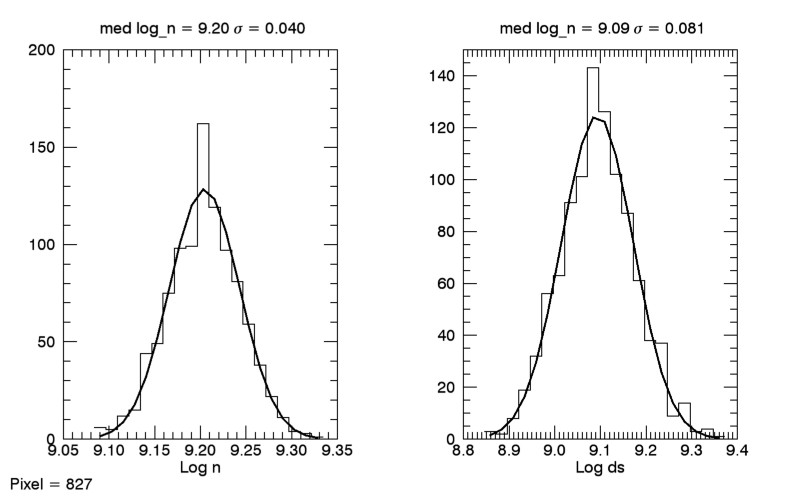 med log_n = 9.20 σ = 0.040
med log_n = 9.09 σ = 0.081
200
150
100
50
0
9.05 9.10 9.15 9.20 9.25 9.30 9.35
Log n
140
120
100
80
60
40
20
0
8.8 8.9 9.0 9.1 9.2 9.3 9.4
Log ds
Pixel = 827